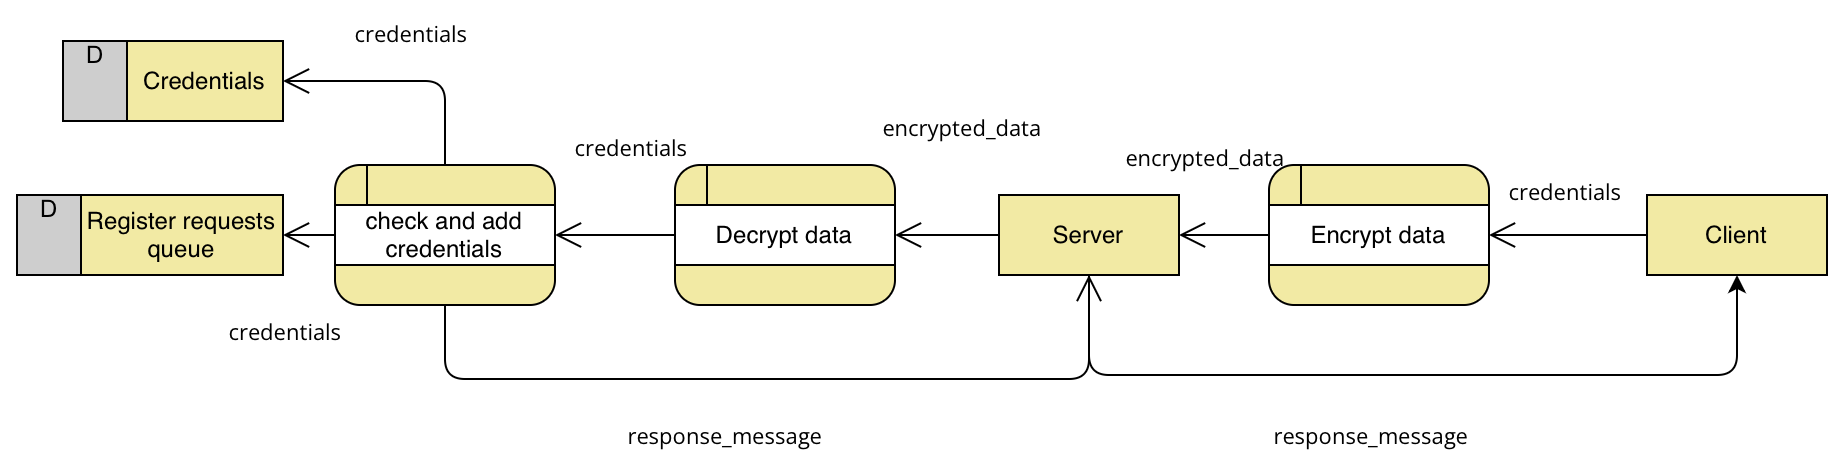 credentials
D
Credentials
encrypted_data
credentials
encrypted_data
credentials
D
Register requests
queue
check and add
credentials
Decrypt data
Server
Encrypt data
Client
credentials
response_message
response_message